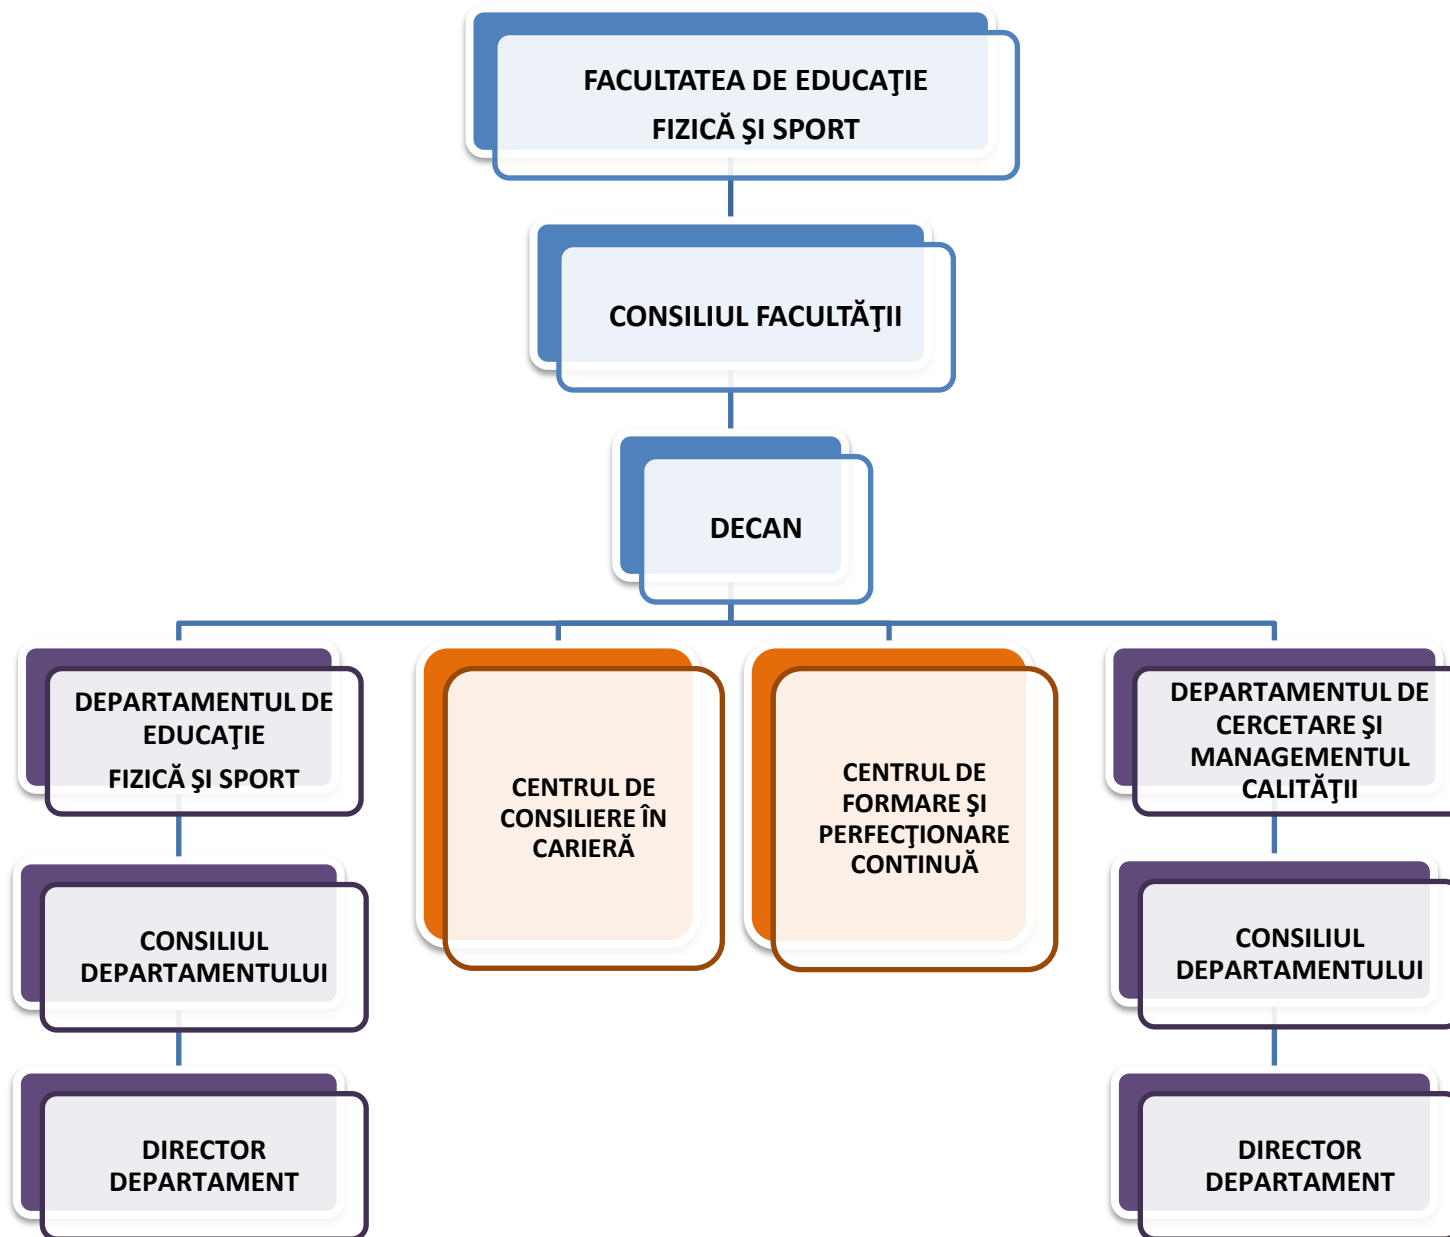 FACULTATEA DE EDUCAŢIE
FIZICĂ ŞI SPORT
CONSILIUL FACULTĂŢII
DECAN
DEPARTAMENTUL DE
EDUCAŢIE
FIZICĂ ŞI SPORT
CENTRUL DE
CONSILIERE ÎN
CARIERĂ
CENTRUL DE
FORMARE ŞI
PERFECŢIONARE
CONTINUĂ
DEPARTAMENTUL DE
CERCETARE ŞI
MANAGEMENTUL
CALITĂŢII
CONSILIUL
DEPARTAMENTULUI
CONSILIUL
DEPARTAMENTULUI
DIRECTOR
DEPARTAMENT
DIRECTOR
DEPARTAMENT